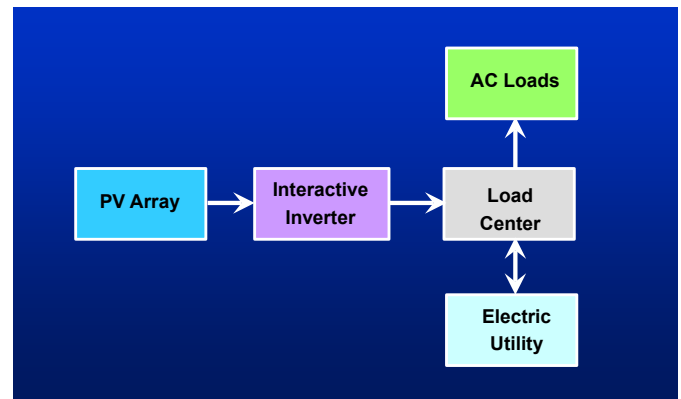 AC Loads
PV Array
Interactive
Inverter
Load
Center
Electric
Utility